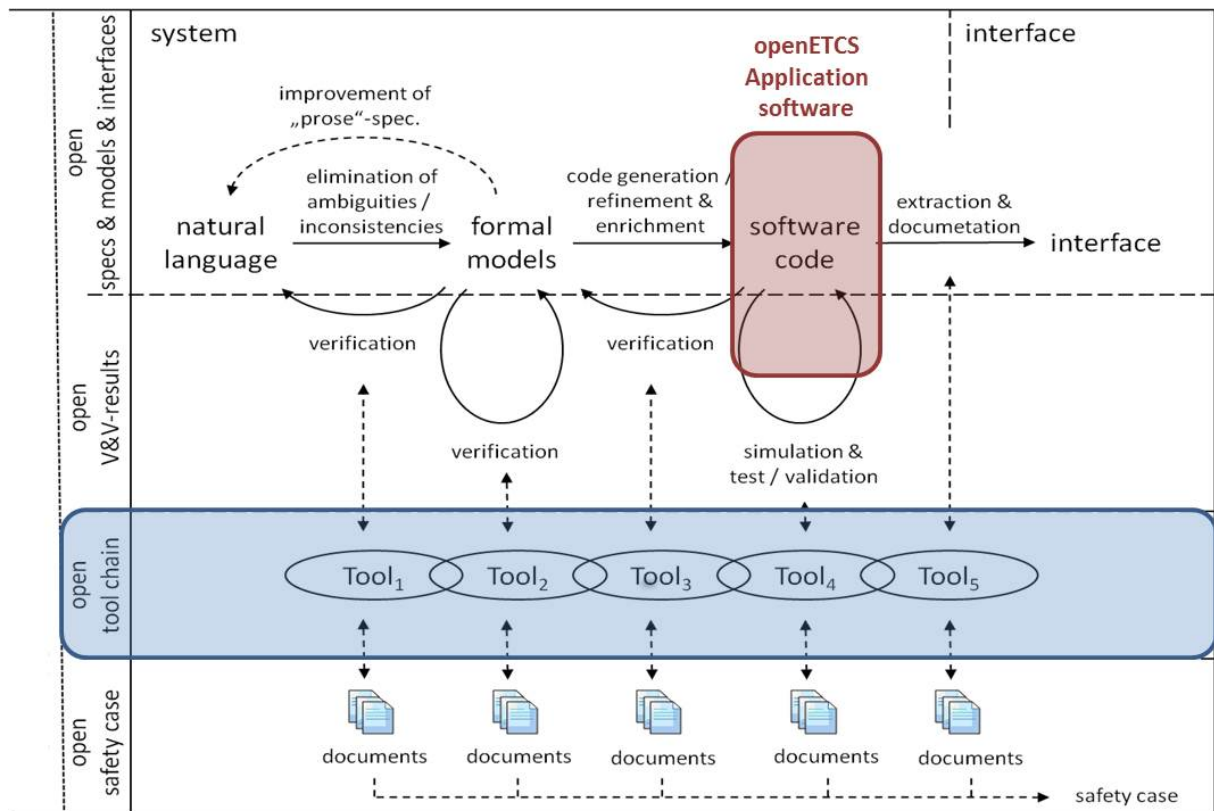 system
interface
openETCS
Application
software
open
specs & models & interfaces
improvement of
„prose“-spec.
elimination of
ambiguities /
inconsistencies
code generation /
refinement &
enrichment
extraction &
documetation
natural
language
formal
models
software
code
interface
open
V&V-results
verification
verification
verification
simulation &
test / validation
open
tool chain
Tool1
Tool2
Tool3
Tool4
Tool5
open
safety case
documents
documents
documents
documents
documents
safety case